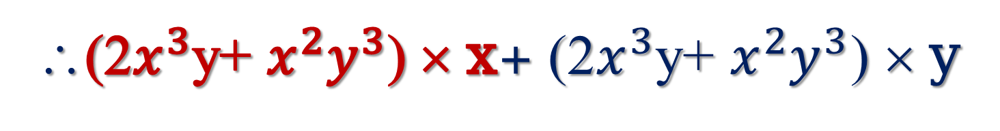 ∴(2x³y+ x²y³) × x+ (2x³y+ x²y³) × y